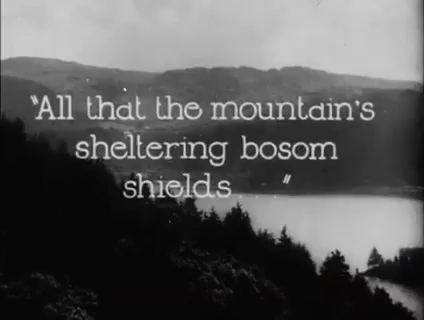 "All that the mountain's
sheltering bosom
shields . . . "